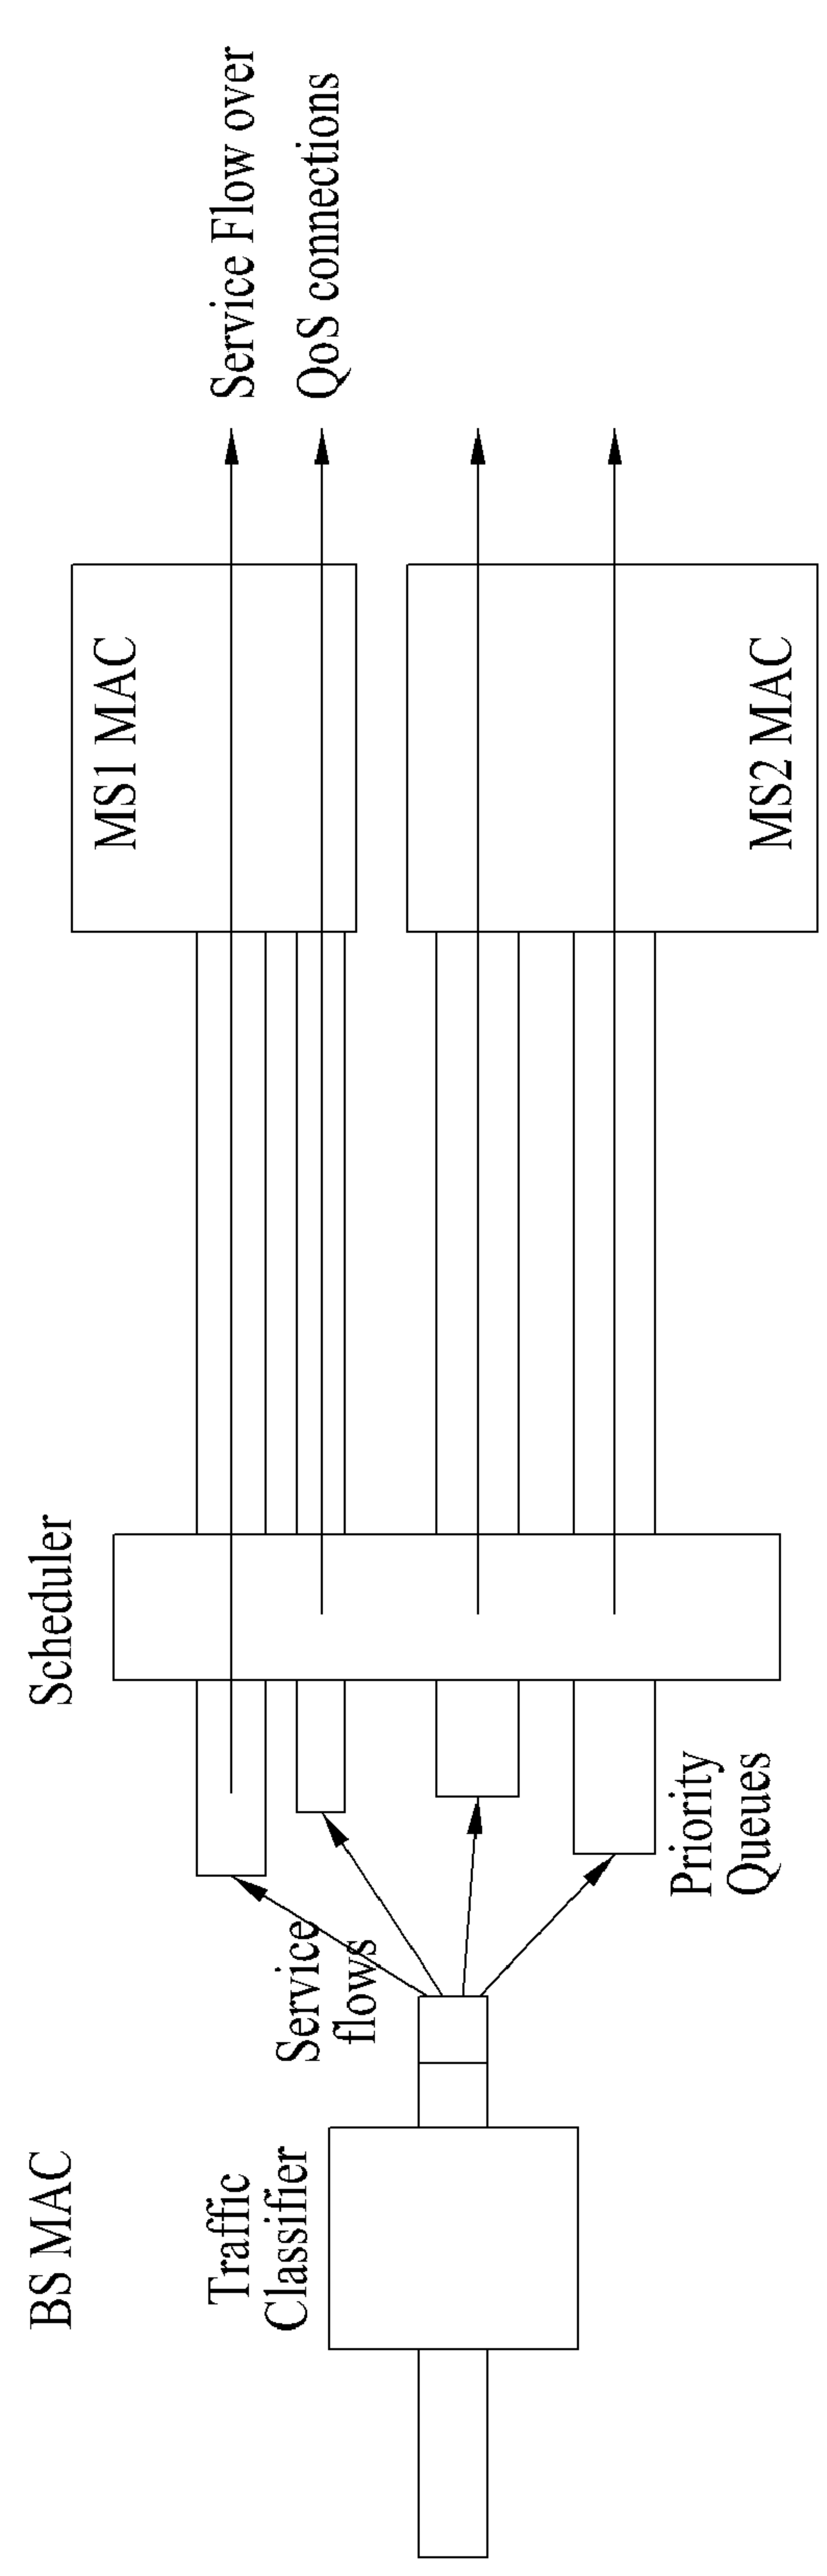 BS MAC
Traffic
Classifier
Service
flows
Priority
Queues
Scheduler
MS1 MAC
MS2 MAC
Service Flow over
QoS connections